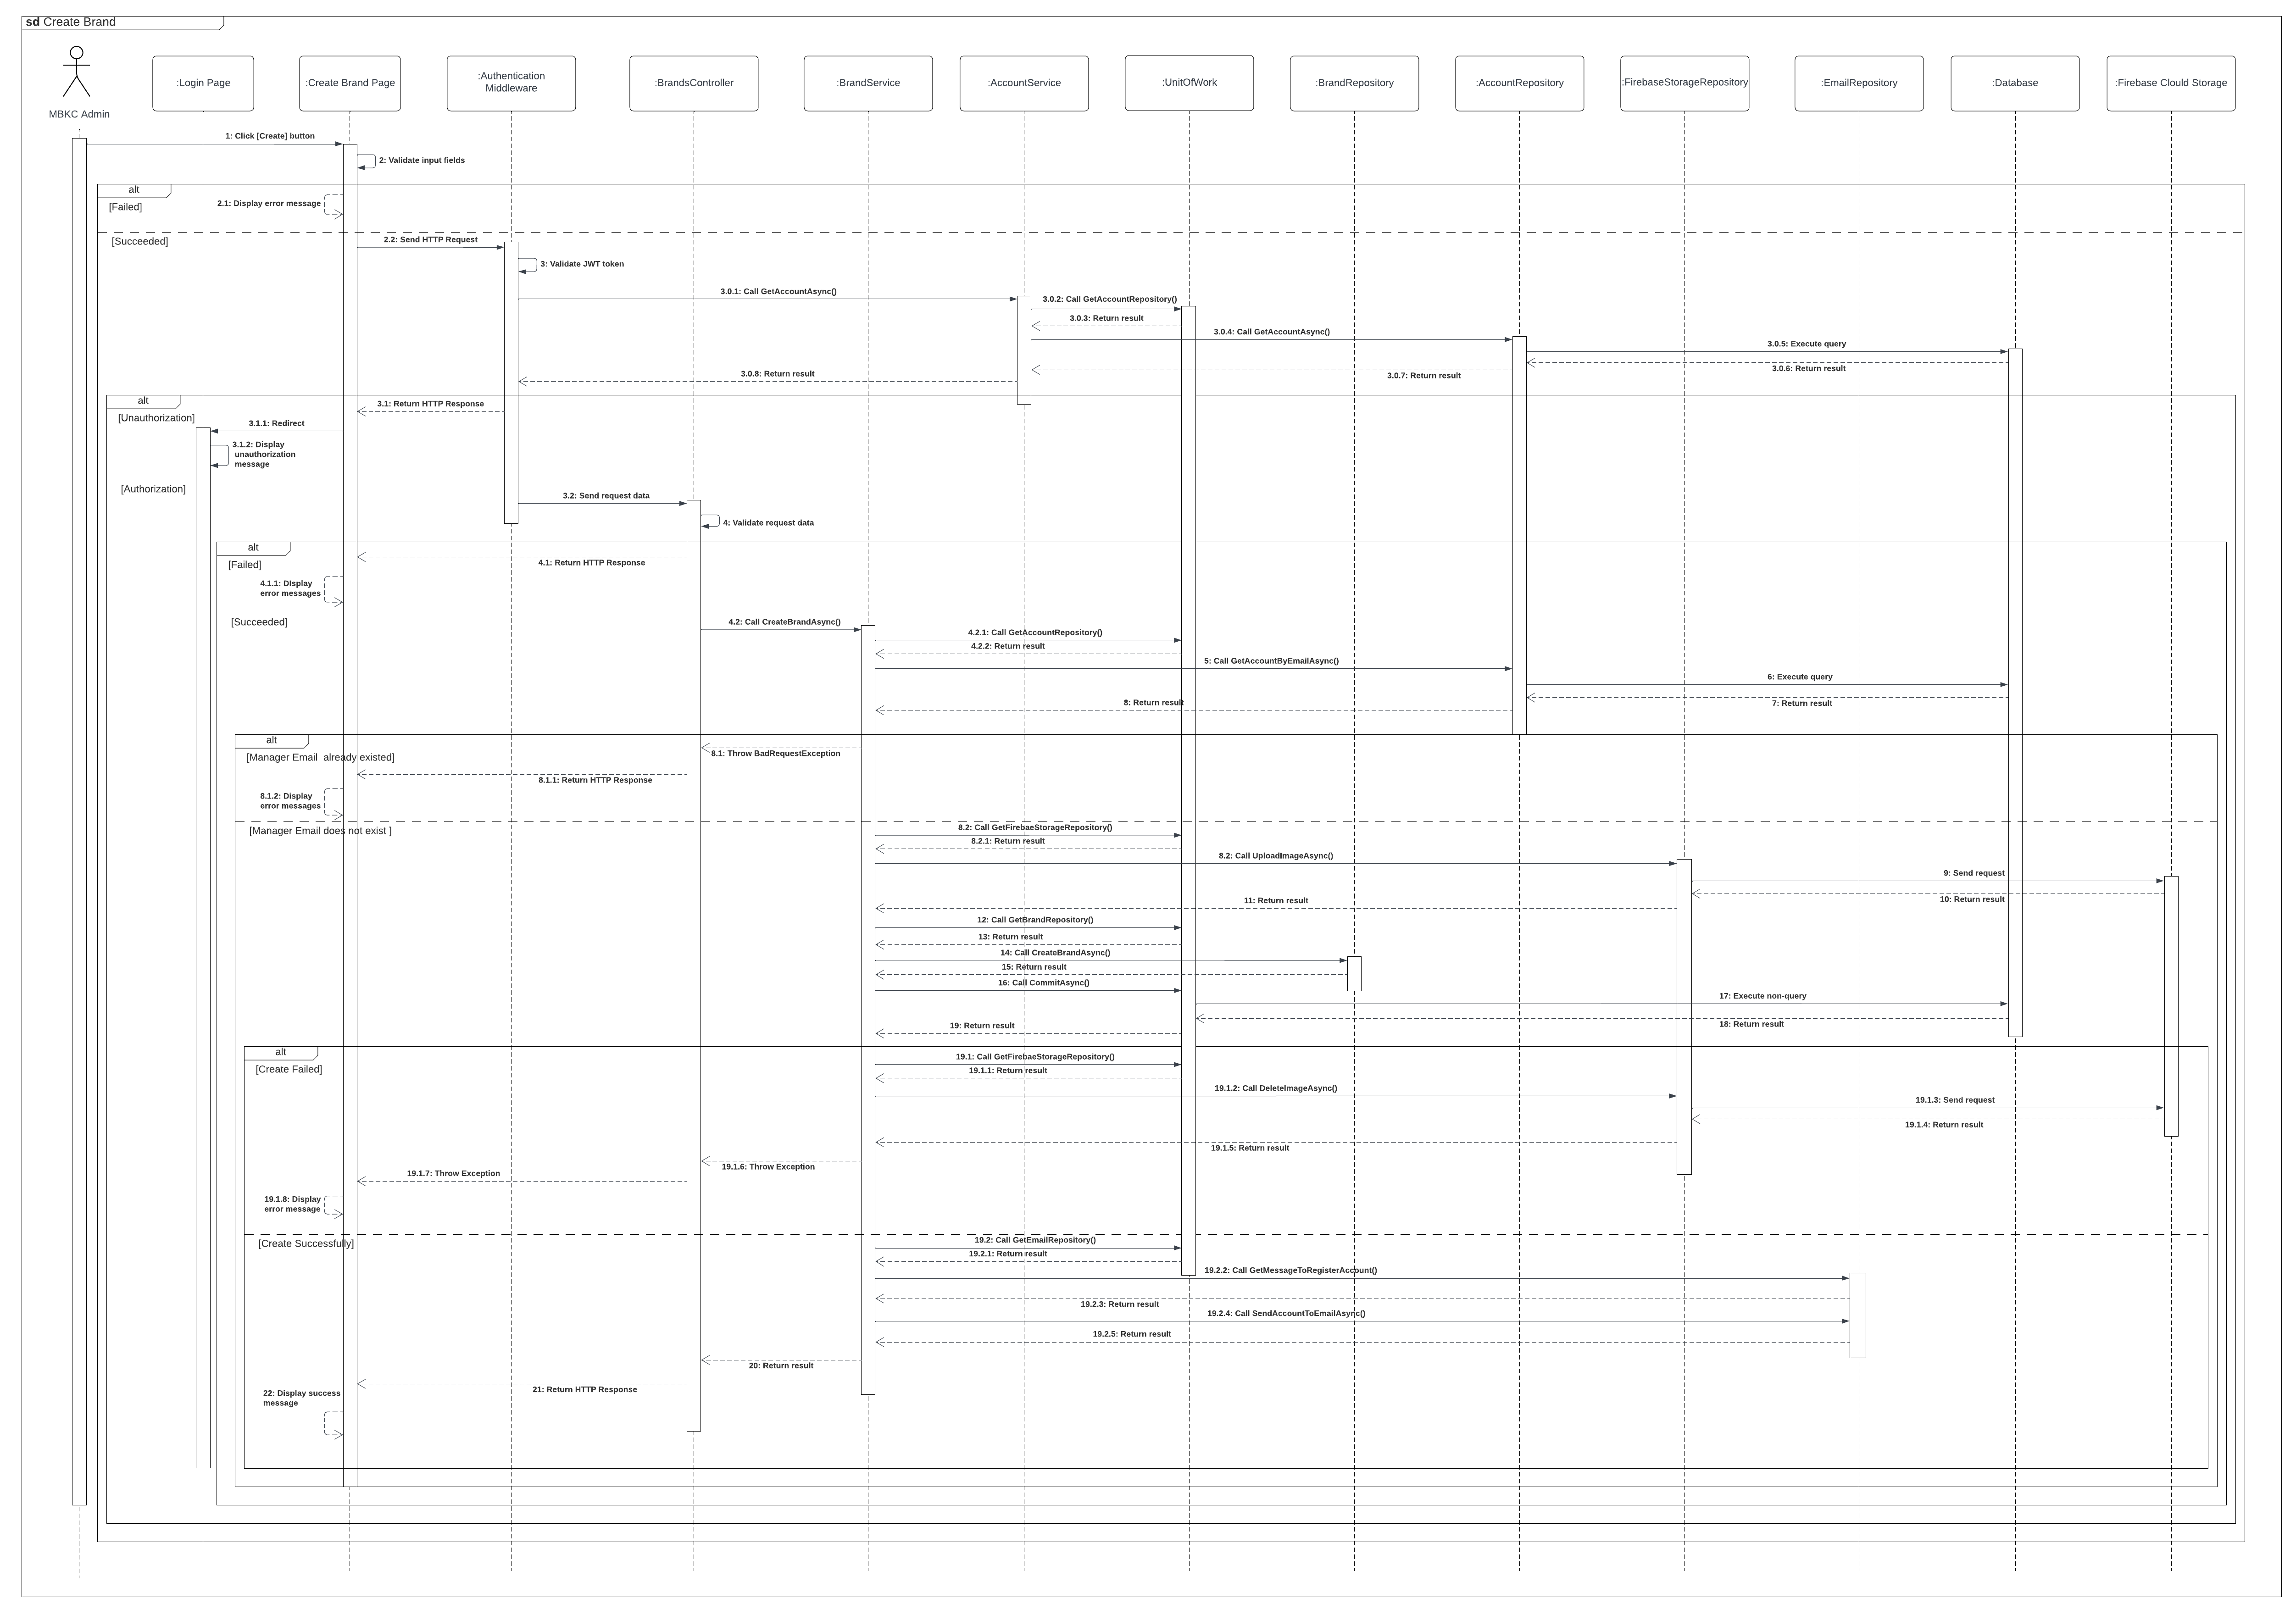 sd Create Brand
MBKC Admin
:Login Page
:Create Brand Page
:Authentication
Middleware
:BrandsController
:BrandService
:AccountService
:UnitOfWork
:BrandRepository
:AccountRepository
:FirebaseStorageRepository
:EmailRepository
:Database
:Firebase Clould Storage
1: Click [Create] button
2: Validate input fields
alt
[Failed]
2.1: Display error message
[Succeeded]
2.2: Send HTTP Request
3: Validate JWT token
3.0.1: Call GetAccountAsync()
3.0.2: Call GetAccountRepository()
3.0.3: Return result
3.0.4: Call GetAccountAsync()
3.0.5: Execute query
3.0.6: Return result
3.0.7: Return result
3.0.8: Return result
alt
[Unauthorization]
3.1: Return HTTP Response
3.1.1: Redirect
3.1.2: Display
unauthorization
message
[Authorization]
3.2: Send request data
4: Validate request data
alt
[Failed]
4.1: Return HTTP Response
4.1.1: DIsplay
error messages
[Succeeded]
4.2: Call CreateBrandAsync()
4.2.1: Call GetAccountRepository()
4.2.2: Return result
5: Call GetAccountByEmailAsync()
6: Execute query
7: Return result
8: Return result
alt
[Manager Email  already existed]
8.1: Throw BadRequestException
8.1.1: Return HTTP Response
8.1.2: Display
error messages
[Manager Email does not exist ]
8.2: Call GetFirebaeStorageRepository()
8.2.1: Return result
8.2: Call UploadImageAsync()
9: Send request
10: Return result
11: Return result
12: Call GetBrandRepository()
13: Return result
14: Call CreateBrandAsync()
15: Return result
16: Call CommitAsync()
17: Execute non-query
18: Return result
19: Return result
alt
[Create Failed]
19.1: Call GetFirebaeStorageRepository()
19.1.1: Return result
19.1.2: Call DeleteImageAsync()
19.1.3: Send request
19.1.4: Return result
19.1.5: Return result
19.1.6: Throw Exception
19.1.7: Throw Exception
19.1.8: Display
error message
[Create Successfully]
19.2: Call GetEmailRepository()
19.2.1: Return result
19.2.2: Call GetMessageToRegisterAccount()
19.2.3: Return result
19.2.4: Call SendAccountToEmailAsync()
19.2.5: Return result
20: Return result
21: Return HTTP Response
22: Display success
message